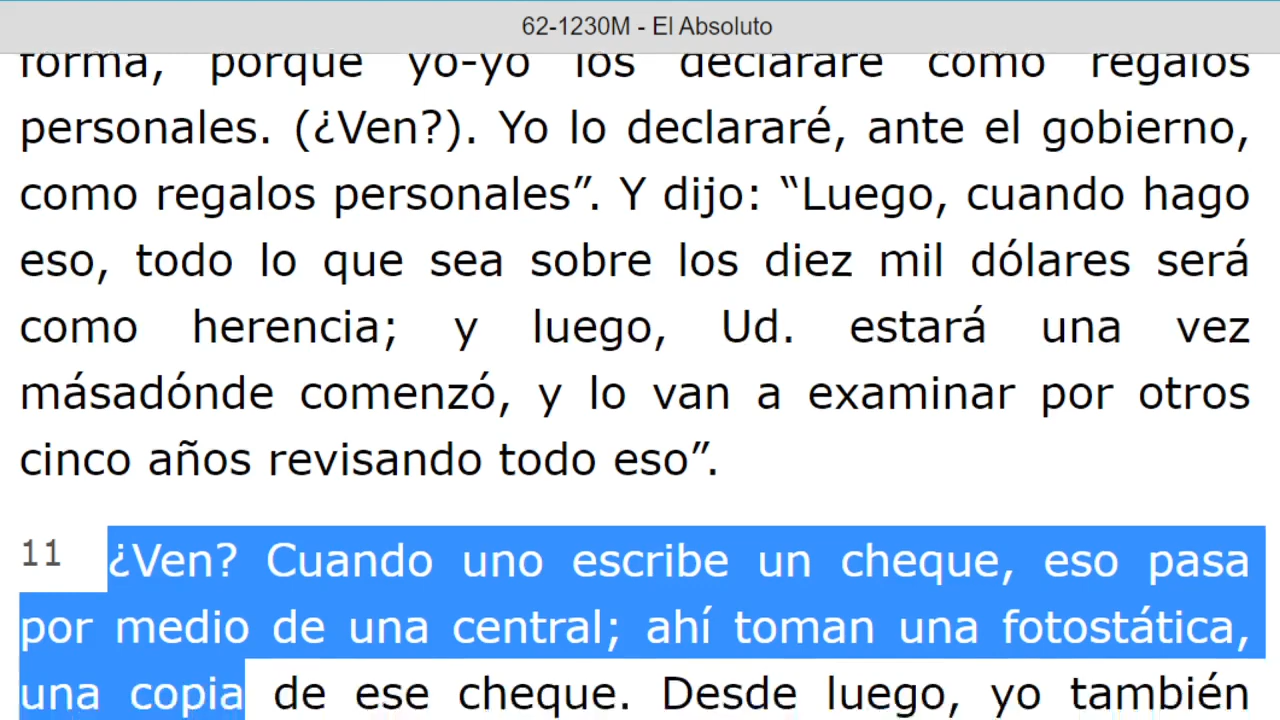 62-1230M - El Absoluto
forma, porque yo-yo los declararé como regalos
personales. (¿Ven?). Yo lo declararé, ante el gobierno,
como regalos personales”. Y dijo: “Luego, cuando hago
eso, todo lo que sea sobre los diez mil dólares será
como herencia; y luego, Ud. estará una vez
másadónde comenzó, y lo van a examinar por otros
cinco años revisando todo eso”.
11 ¿Ven? Cuando uno escribe un cheque, eso pasa
por medio de una central; ahí toman una fotostática,
una copia de ese cheque. Desde luego, yo también